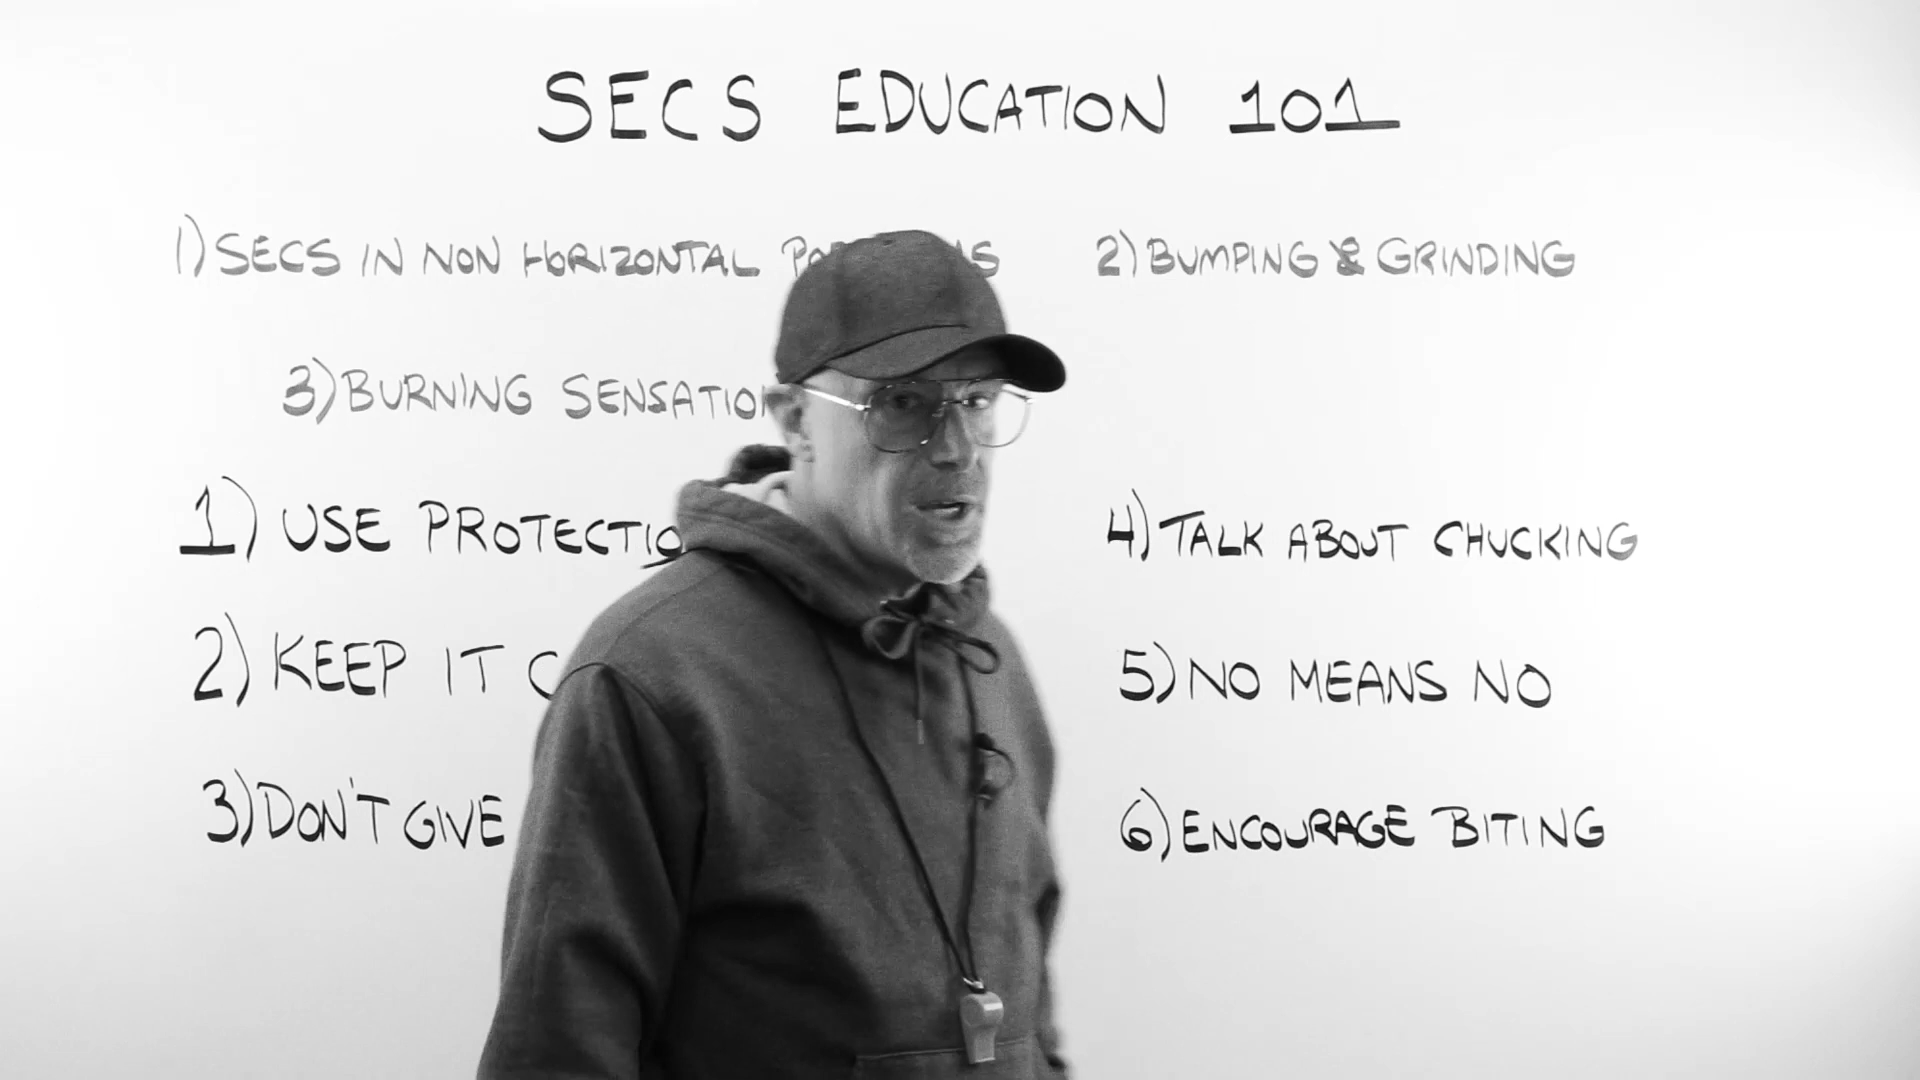 SECS EDUCATION 101
1) SECS IN NON HORIZONTAL
2) BUMPING & GRINDING
3) BURNING
1) USE
4) TALK ABOUT CHUCKING
2) KEEP IT
5) NO MEANS NO
3) DON'T GIVE
6) ENCOURAGE BITING